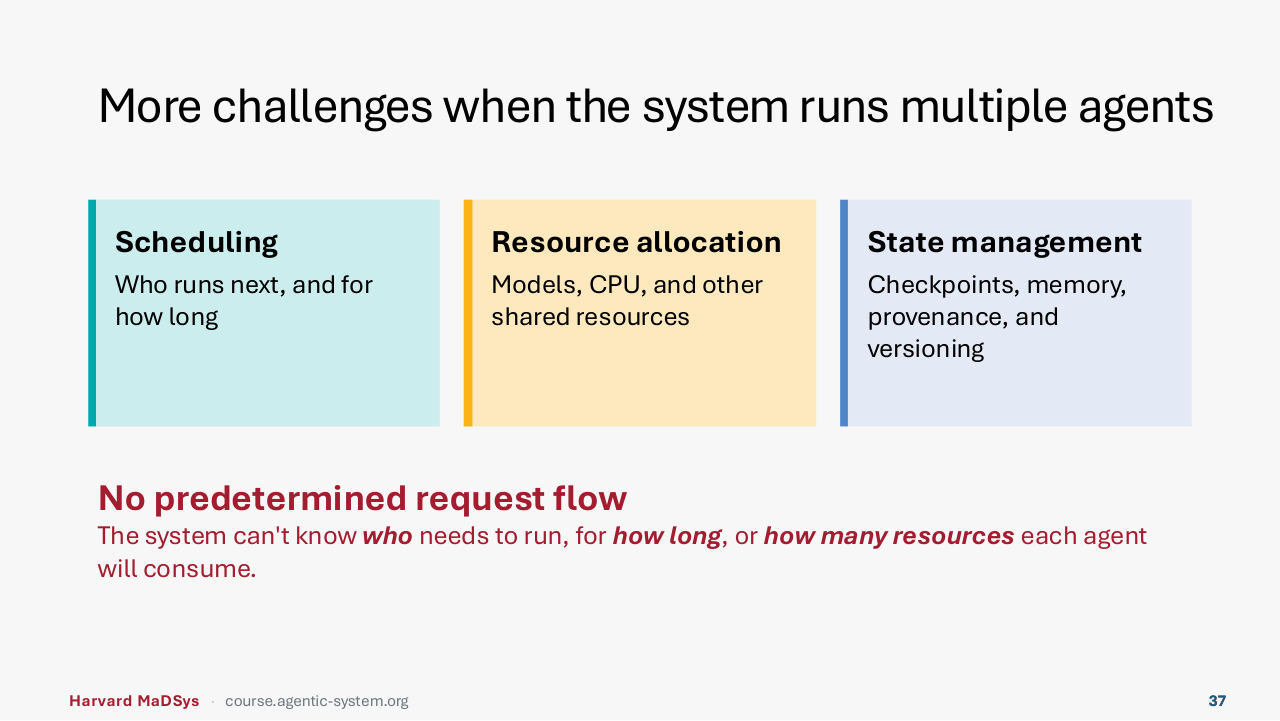 More challenges when the system runs multiple agents
Scheduling
Who runs next, and for
how long
Resource allocation
Models, CPU, and other
shared resources
State management
Checkpoints, memory,
provenance, and
versioning
No predetermined request flow
The system can't know who needs to run, for how long, or how many resources each agent
will consume.
Harvard MaDSys · course.agentic-system.org
37